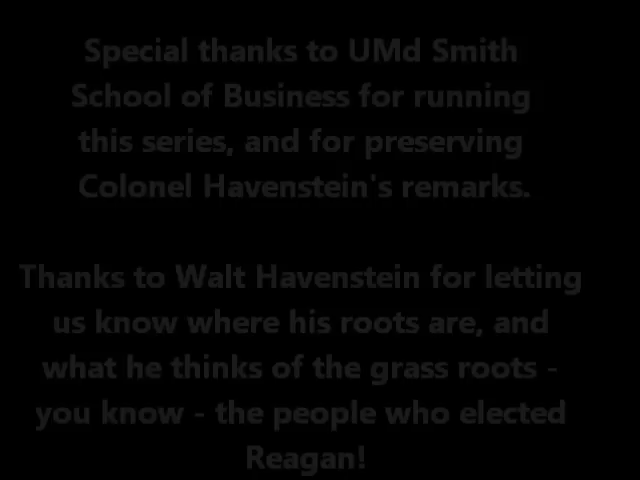 Special thanks to UMd Smith
School of Business for running
this series, and for preserving
Colonel Havenstein's remarks.
Thanks to Walt Havenstein for letting
us know where his roots are, and
what he thinks of the grass roots -
you know - the people who elected
Reagan!